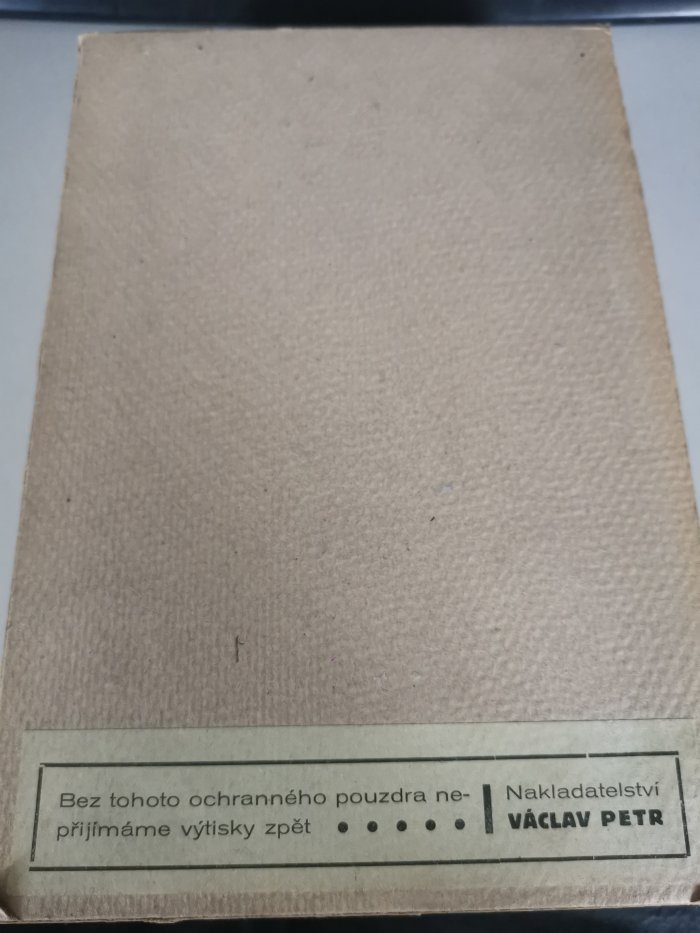 Bez tohoto ochranného pouzdra ne-
přijímáme výtisky zpět • • • • •
Nakladatelství
VÁCLAV PETR